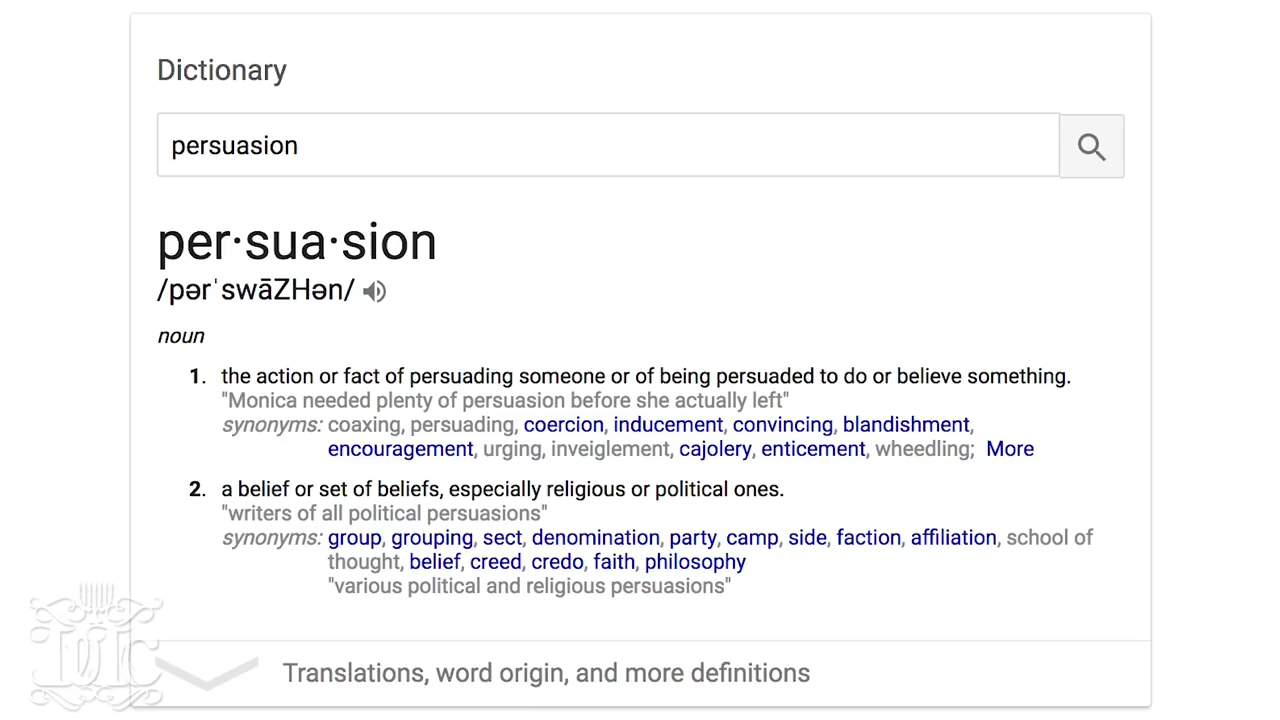 Dictionary
persuasion
per·sua·sion
/pərˈswāZHən/
noun
1. the action or fact of persuading someone or of being persuaded to do or believe something.
"Monica needed plenty of persuasion before she actually left"
synonyms: coaxing, persuading, coercion, inducement, convincing, blandishment,
encouragement, urging, inveiglement, cajolery, enticement, wheedling; More
2. a belief or set of beliefs, especially religious or political ones.
"writers of all political persuasions"
synonyms: group, grouping, sect, denomination, party, camp, side, faction, affiliation, school of
thought, belief, creed, credo, faith, philosophy
"various political and religious persuasions"
Translations, word origin, and more definitions